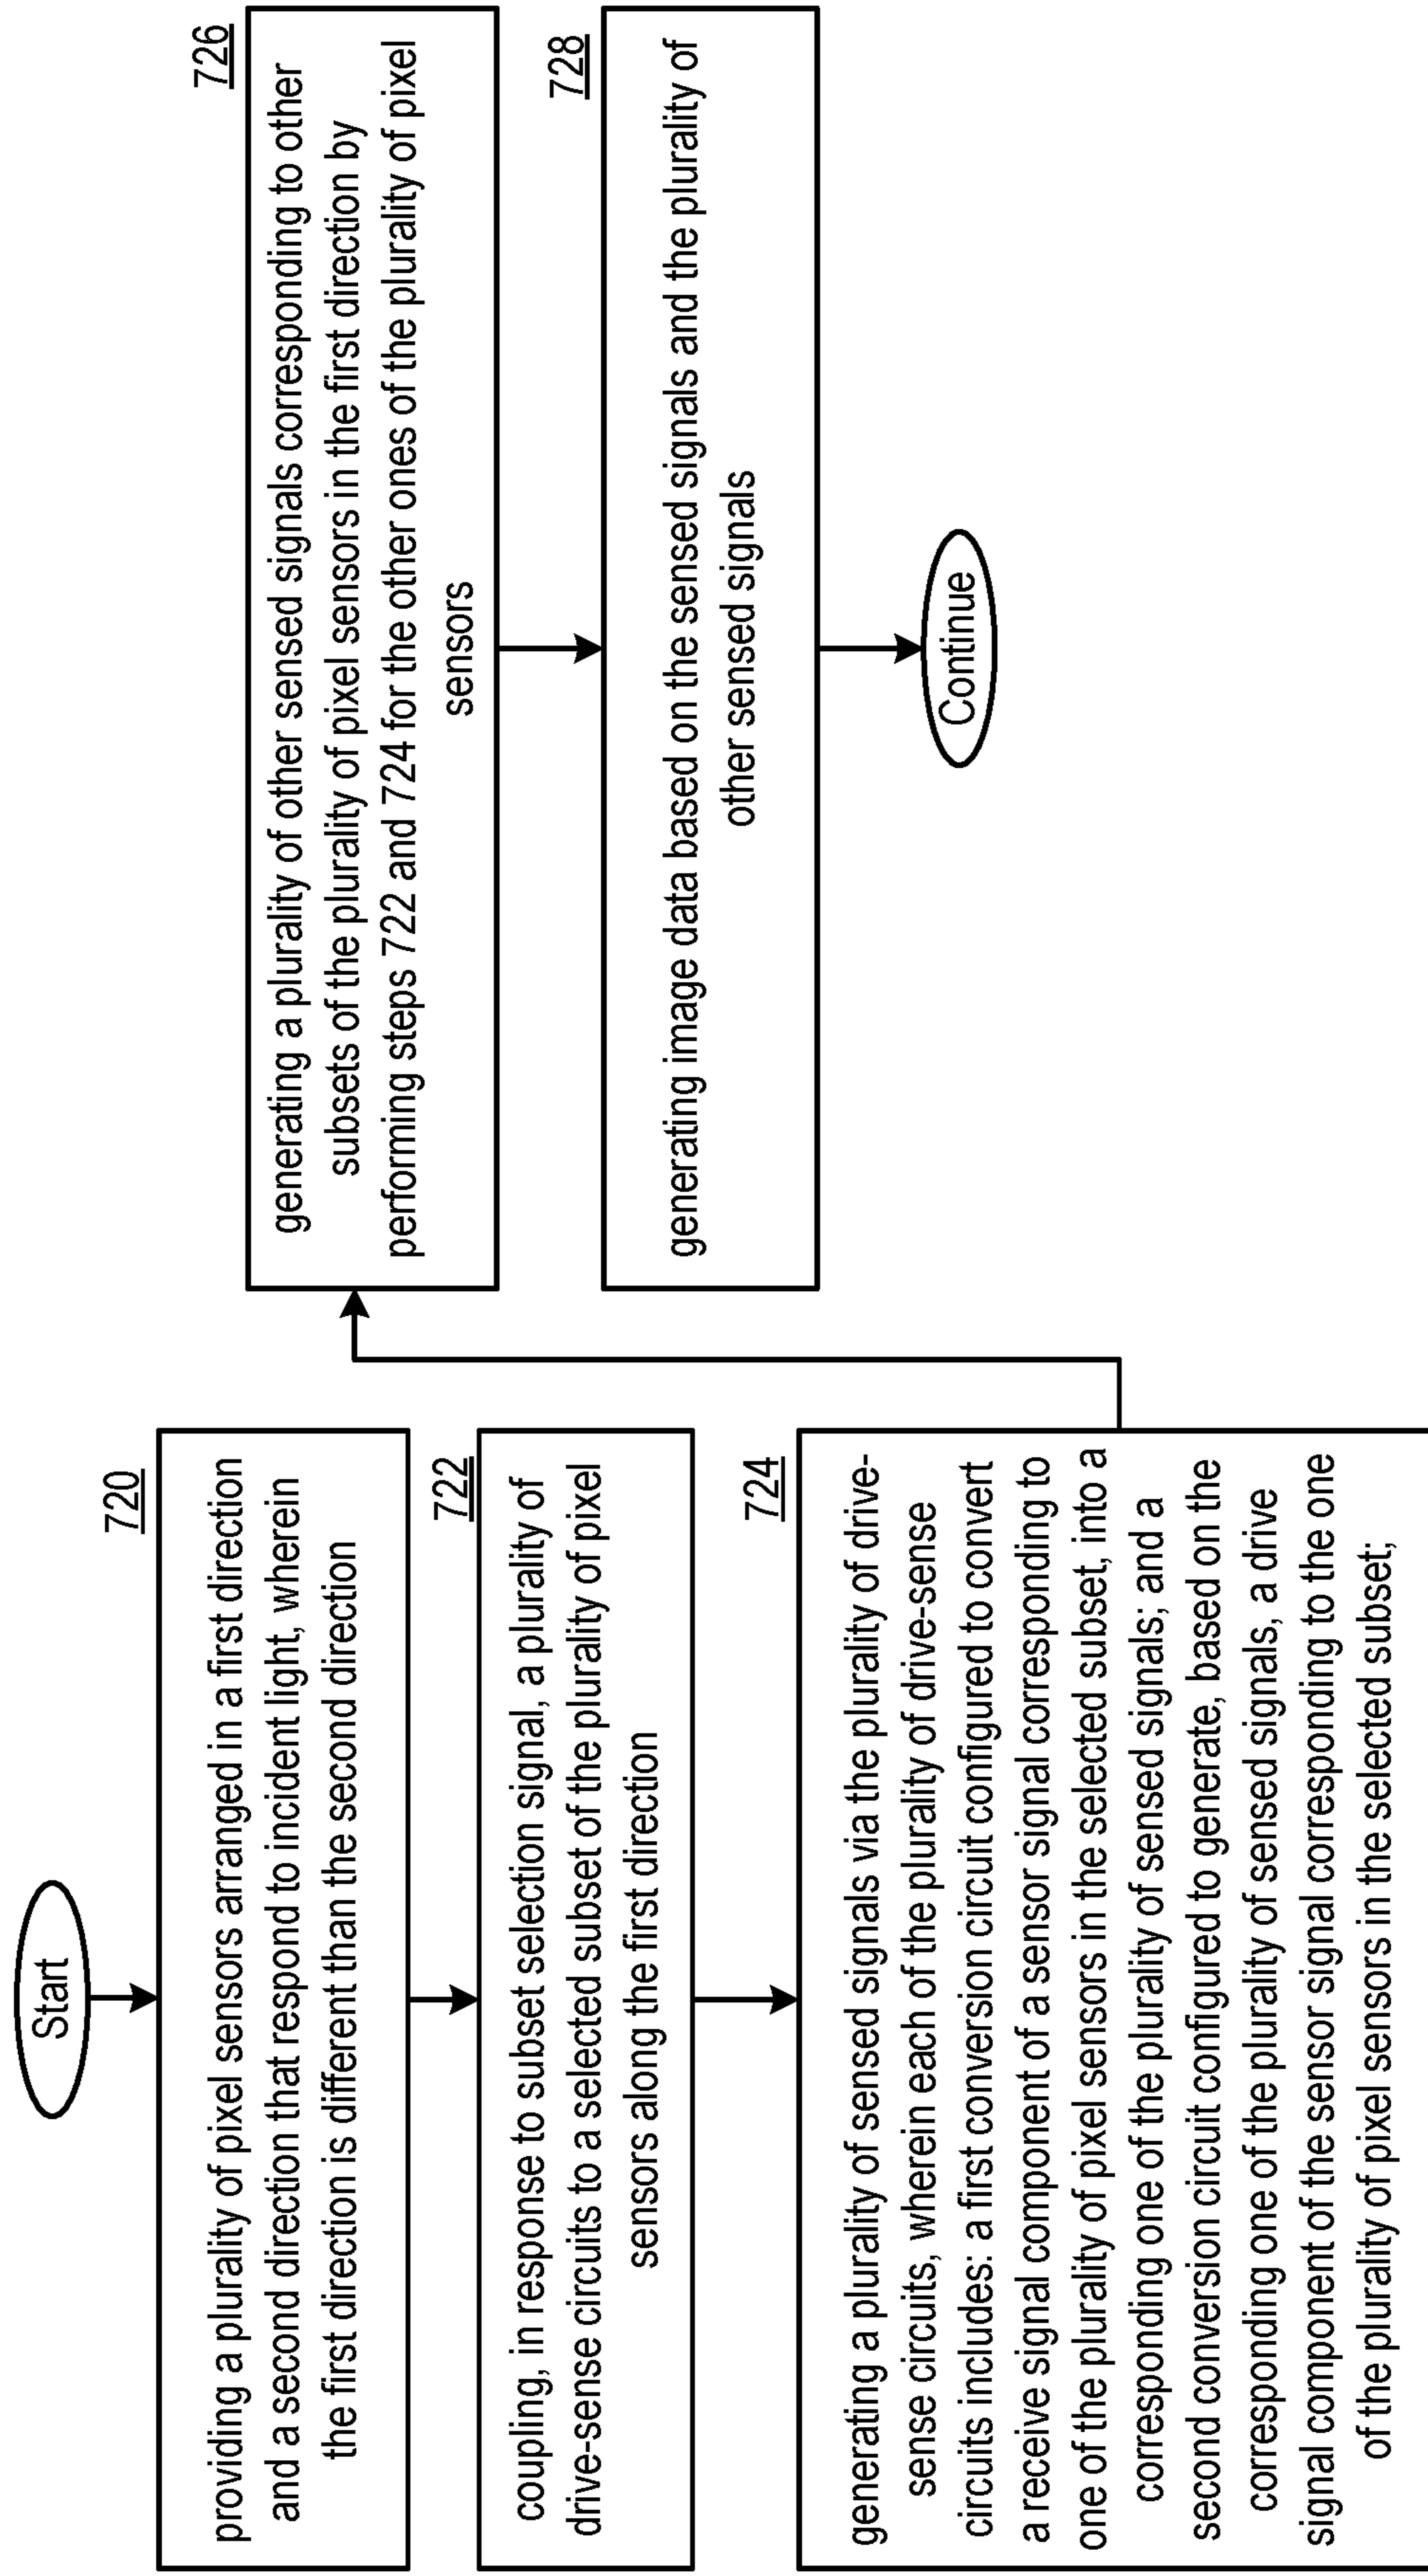 Start
720
providing a plurality of pixel sensors arranged in a first direction
and a second direction that respond to incident light, wherein
the first direction is different than the second direction
722
coupling, in response to subset selection signal, a plurality of
drive-sense circuits to a selected subset of the plurality of pixel
sensors along the first direction
724
generating a plurality of sensed signals via the plurality of drive-
sense circuits, wherein each of the plurality of drive-sense
circuits includes: a first conversion circuit configured to convert
a receive signal component of a sensor signal corresponding to
one of the plurality of pixel sensors in the selected subset, into a
corresponding one of the plurality of sensed signals; and a
second conversion circuit configured to generate, based on the
corresponding one of the plurality of sensed signals, a drive
signal component of the sensor signal corresponding to the one
of the plurality of pixel sensors in the selected subset;
726
generating a plurality of other sensed signals corresponding to other
subsets of the plurality of pixel sensors in the first direction by
performing steps 722 and 724 for the other ones of the plurality of pixel
sensors
728
generating image data based on the sensed signals and the plurality of
other sensed signals
Continue